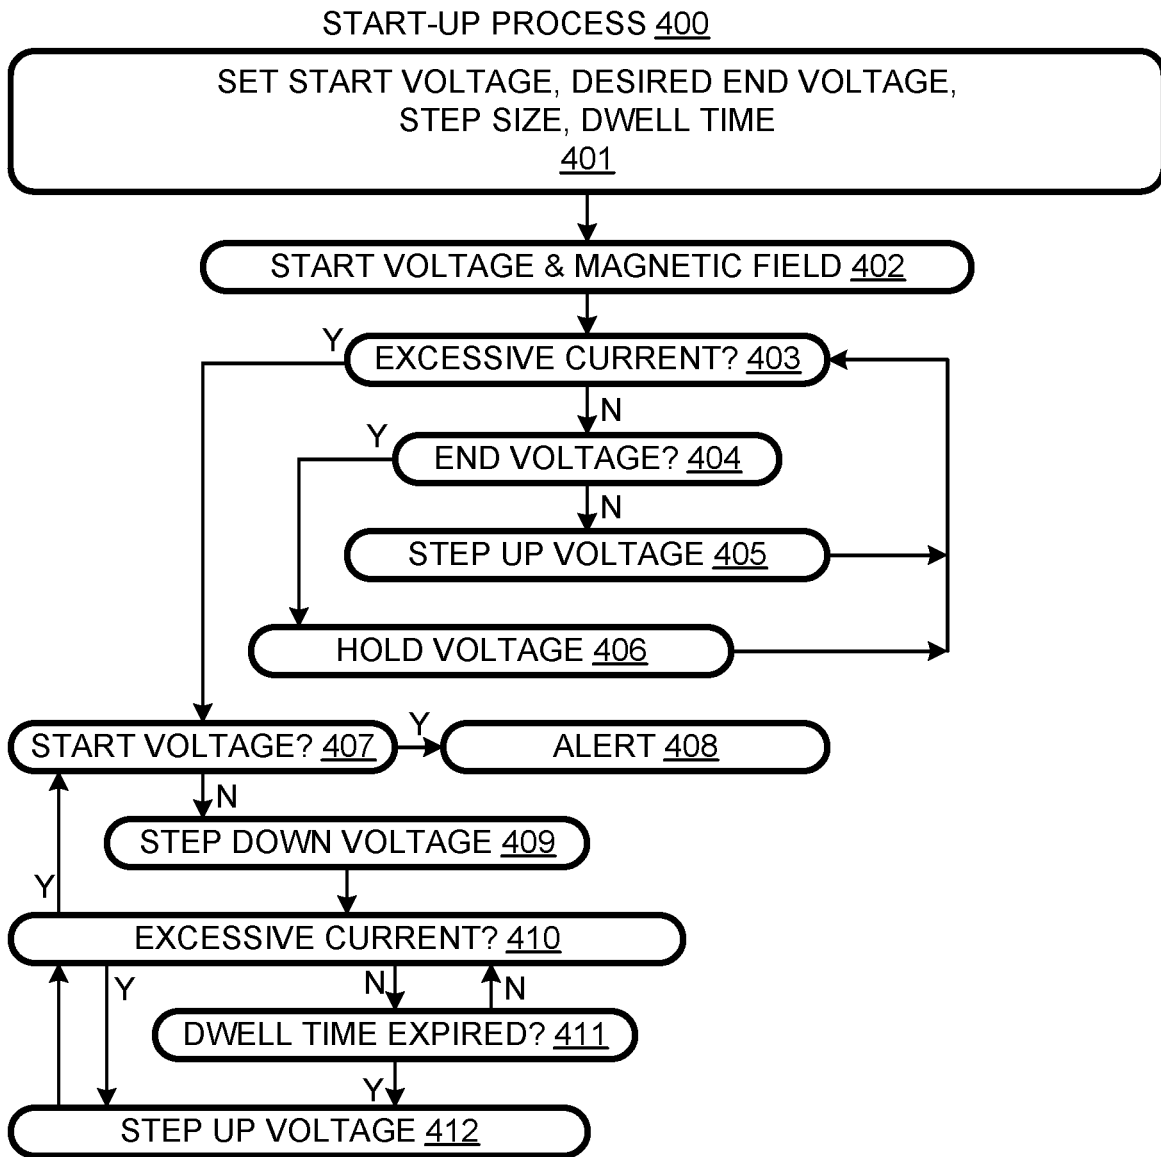 START-UP PROCESS 400
SET START VOLTAGE, DESIRED END VOLTAGE,
STEP SIZE, DWELL TIME
401
START VOLTAGE & MAGNETIC FIELD 402
Y
EXCESSIVE CURRENT? 403
N
Y
END VOLTAGE? 404
N
STEP UP VOLTAGE 405
HOLD VOLTAGE 406
START VOLTAGE? 407
Y
ALERT 408
N
STEP DOWN VOLTAGE 409
Y
EXCESSIVE CURRENT? 410
Y
N
N
DWELL TIME EXPIRED? 411
Y
STEP UP VOLTAGE 412